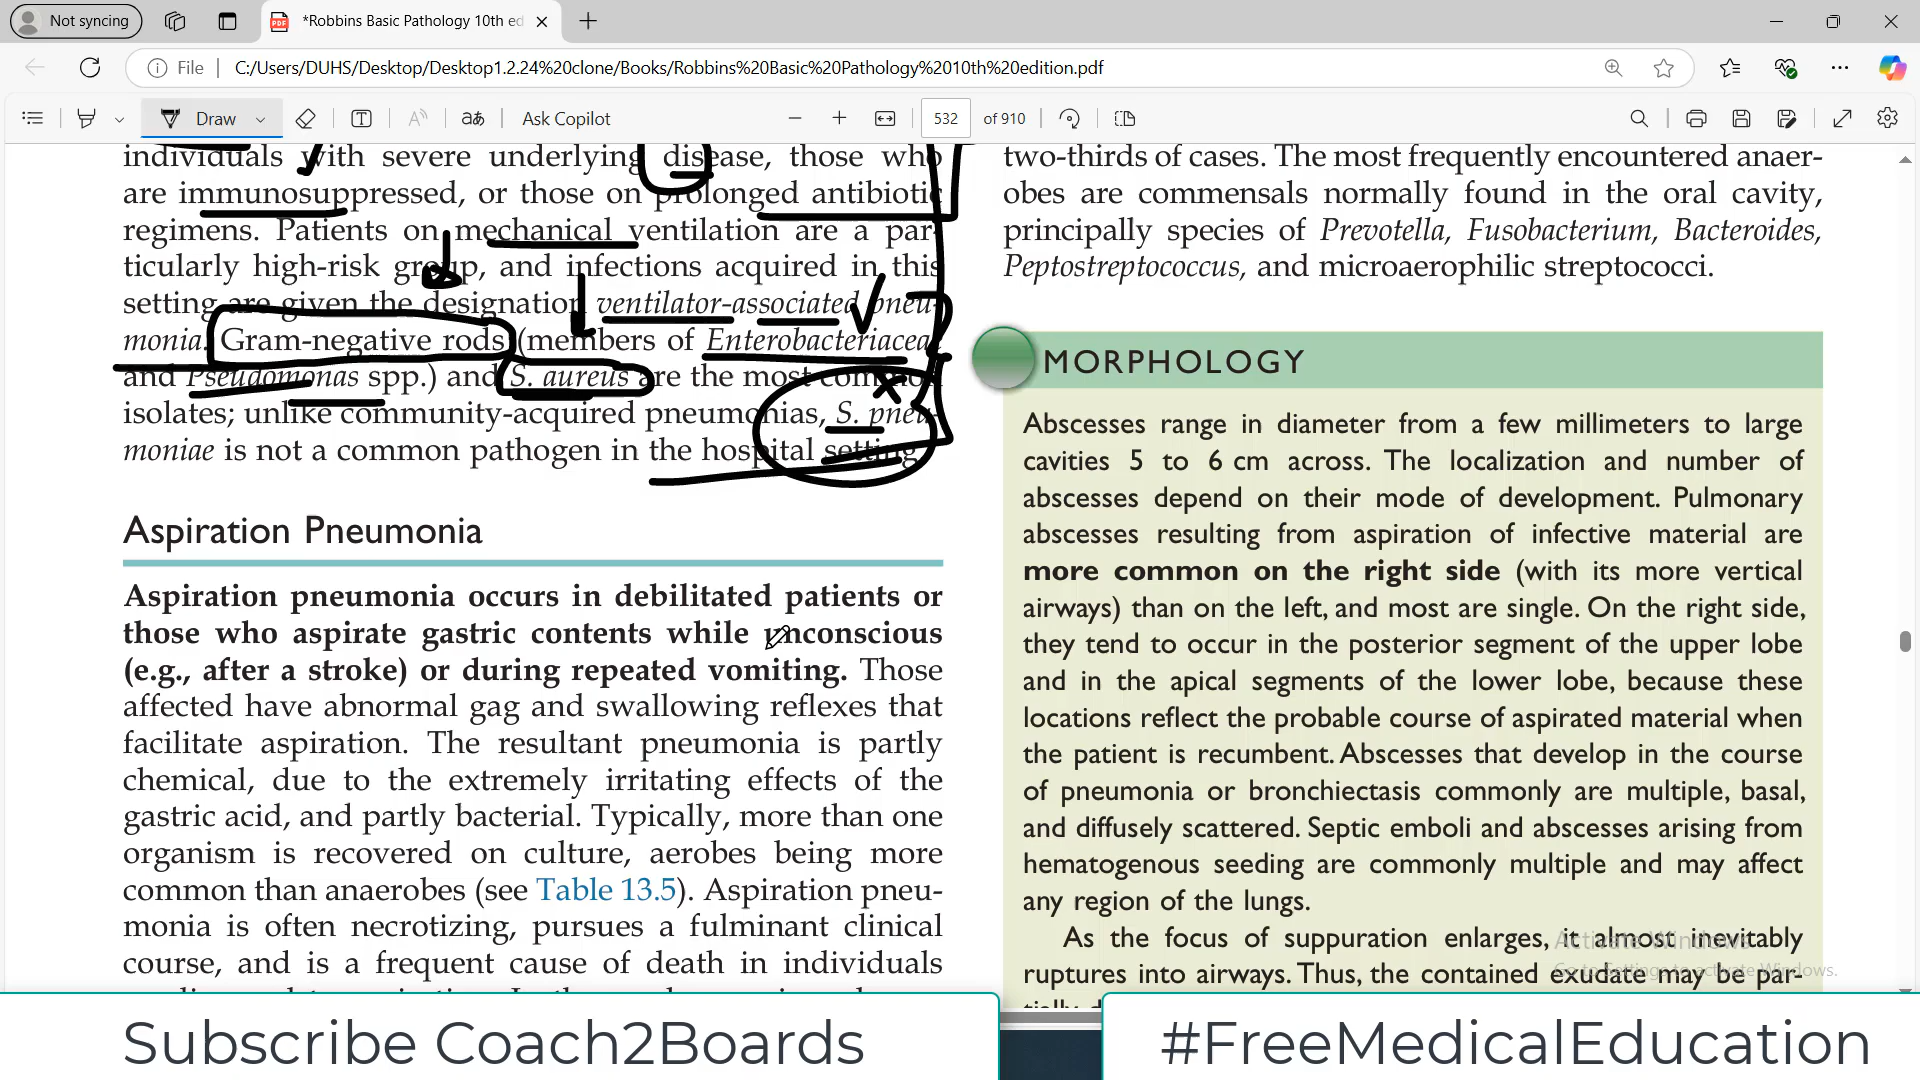 Not syncing
*Robbins Basic Pathology 10th ed
File
C:/Users/DUHS/Desktop/Desktop1.2.24%20clone/Books/Robbins%20Basic%20Pathology%2010th%20edition.pdf
Draw
T
A
aあ
Ask Copilot
532 of 910
individuals with severe underlying disease, those who
are immunosuppressed, or those on prolonged antibiotic
regimens. Patients on mechanical ventilation are a par-
ticularly high-risk group, and infections acquired in this
setting are given the designation ventilator-associated pneu-
monia. Gram-negative rods (members of Enterobacteriaceae
and Pseudomonas spp.) and S. aureus are the most common
isolates; unlike community-acquired pneumonias, S. pneu-
moniae is not a common pathogen in the hospital setting.
Aspiration Pneumonia
Aspiration pneumonia occurs in debilitated patients or
those who aspirate gastric contents while unconscious
(e.g., after a stroke) or during repeated vomiting. Those
affected have abnormal gag and swallowing reflexes that
facilitate aspiration. The resultant pneumonia is partly
chemical, due to the extremely irritating effects of the
gastric acid, and partly bacterial. Typically, more than one
organism is recovered on culture, aerobes being more
common than anaerobes (see Table 13.5). Aspiration pneu-
monia is often necrotizing, pursues a fulminant clinical
course, and is a frequent cause of death in individuals
two-thirds of cases. The most frequently encountered anaer-
obes are commensals normally found in the oral cavity,
principally species of Prevotella, Fusobacterium, Bacteroides,
Peptostreptococcus, and microaerophilic streptococci.
MORPHOLOGY
Abscesses range in diameter from a few millimeters to large
cavities 5 to 6 cm across. The localization and number of
abscesses depend on their mode of development. Pulmonary
abscesses resulting from aspiration of infective material are
more common on the right side (with its more vertical
airways) than on the left, and most are single. On the right side,
they tend to occur in the posterior segment of the upper lobe
and in the apical segments of the lower lobe, because these
locations reflect the probable course of aspirated material when
the patient is recumbent. Abscesses that develop in the course
of pneumonia or bronchiectasis commonly are multiple, basal,
and diffusely scattered. Septic emboli and abscesses arising from
hematogenous seeding are commonly multiple and may affect
any region of the lungs.
As the focus of suppuration enlarges, it almost inevitably
ruptures into airways. Thus, the contained exudate may be par-
Activate Windows
Go to Settings to activate Windows.
Subscribe Coach2Boards
#FreeMedicalEducation